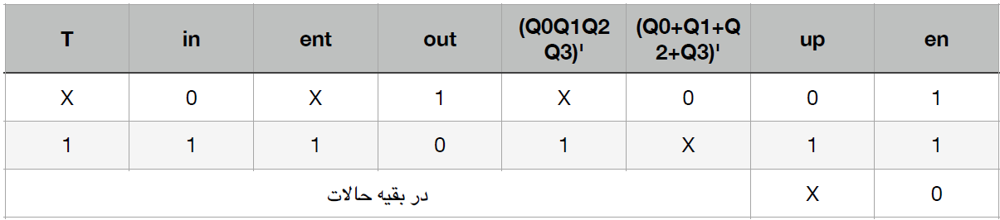 T in ent out (Q0Q1Q2 (Q0+Q1+Q up en
Q3)' 2+Q3)'
X 0 X 1 X 0 0 1
1 1 1 0 1 X 1 1
در بقیه حالات X 0